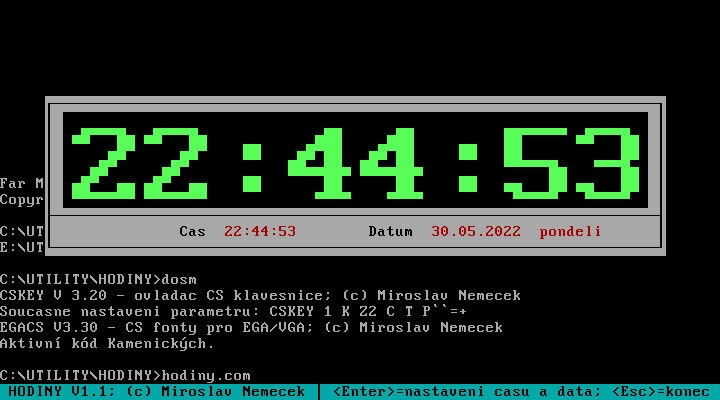 22:44:53
Far M
Copyr
C:\UT
Cas 22:44:53 Datum 30.05.2022 pondeli
E:\UT
C:\UTILITY\HODINY>dosm
CSKEY V 3.20 - ovladac CS klavesnice; (c) Miroslav Nemecek
Soucasne nastaveni parametru: CSKEY 1 K 22 C T P``=+
EGACS V3.30 - CS fonty pro EGA/VGA; (c) Miroslav Nemecek
Aktivní kód Kamenických.
C:\UTILITY\HODINY>hodiny.com
HODINY V1.1; (c) Miroslav Nemecek | <Enter>=nastaveni casu a data; <Esc>=konec